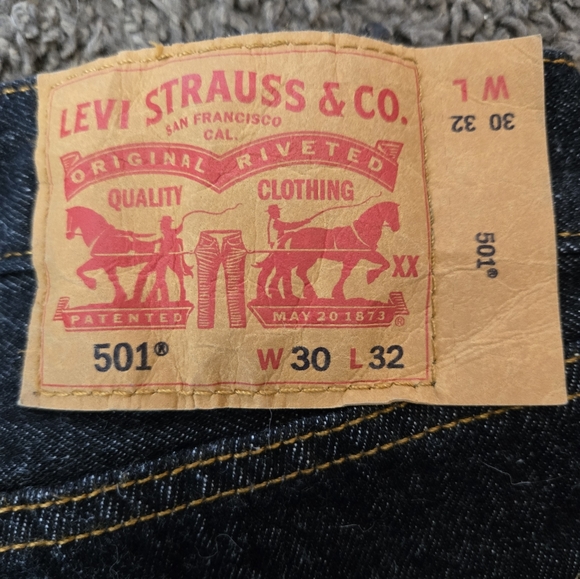 LEVI STRAUSS & CO.
SAN FRANCISCO
CAL.
ORIGINAL RIVETED
QUALITY CLOTHING
XX
PATENTED MAY 20 1873 ®
501® W 30 L 32
W L
30 32
501®